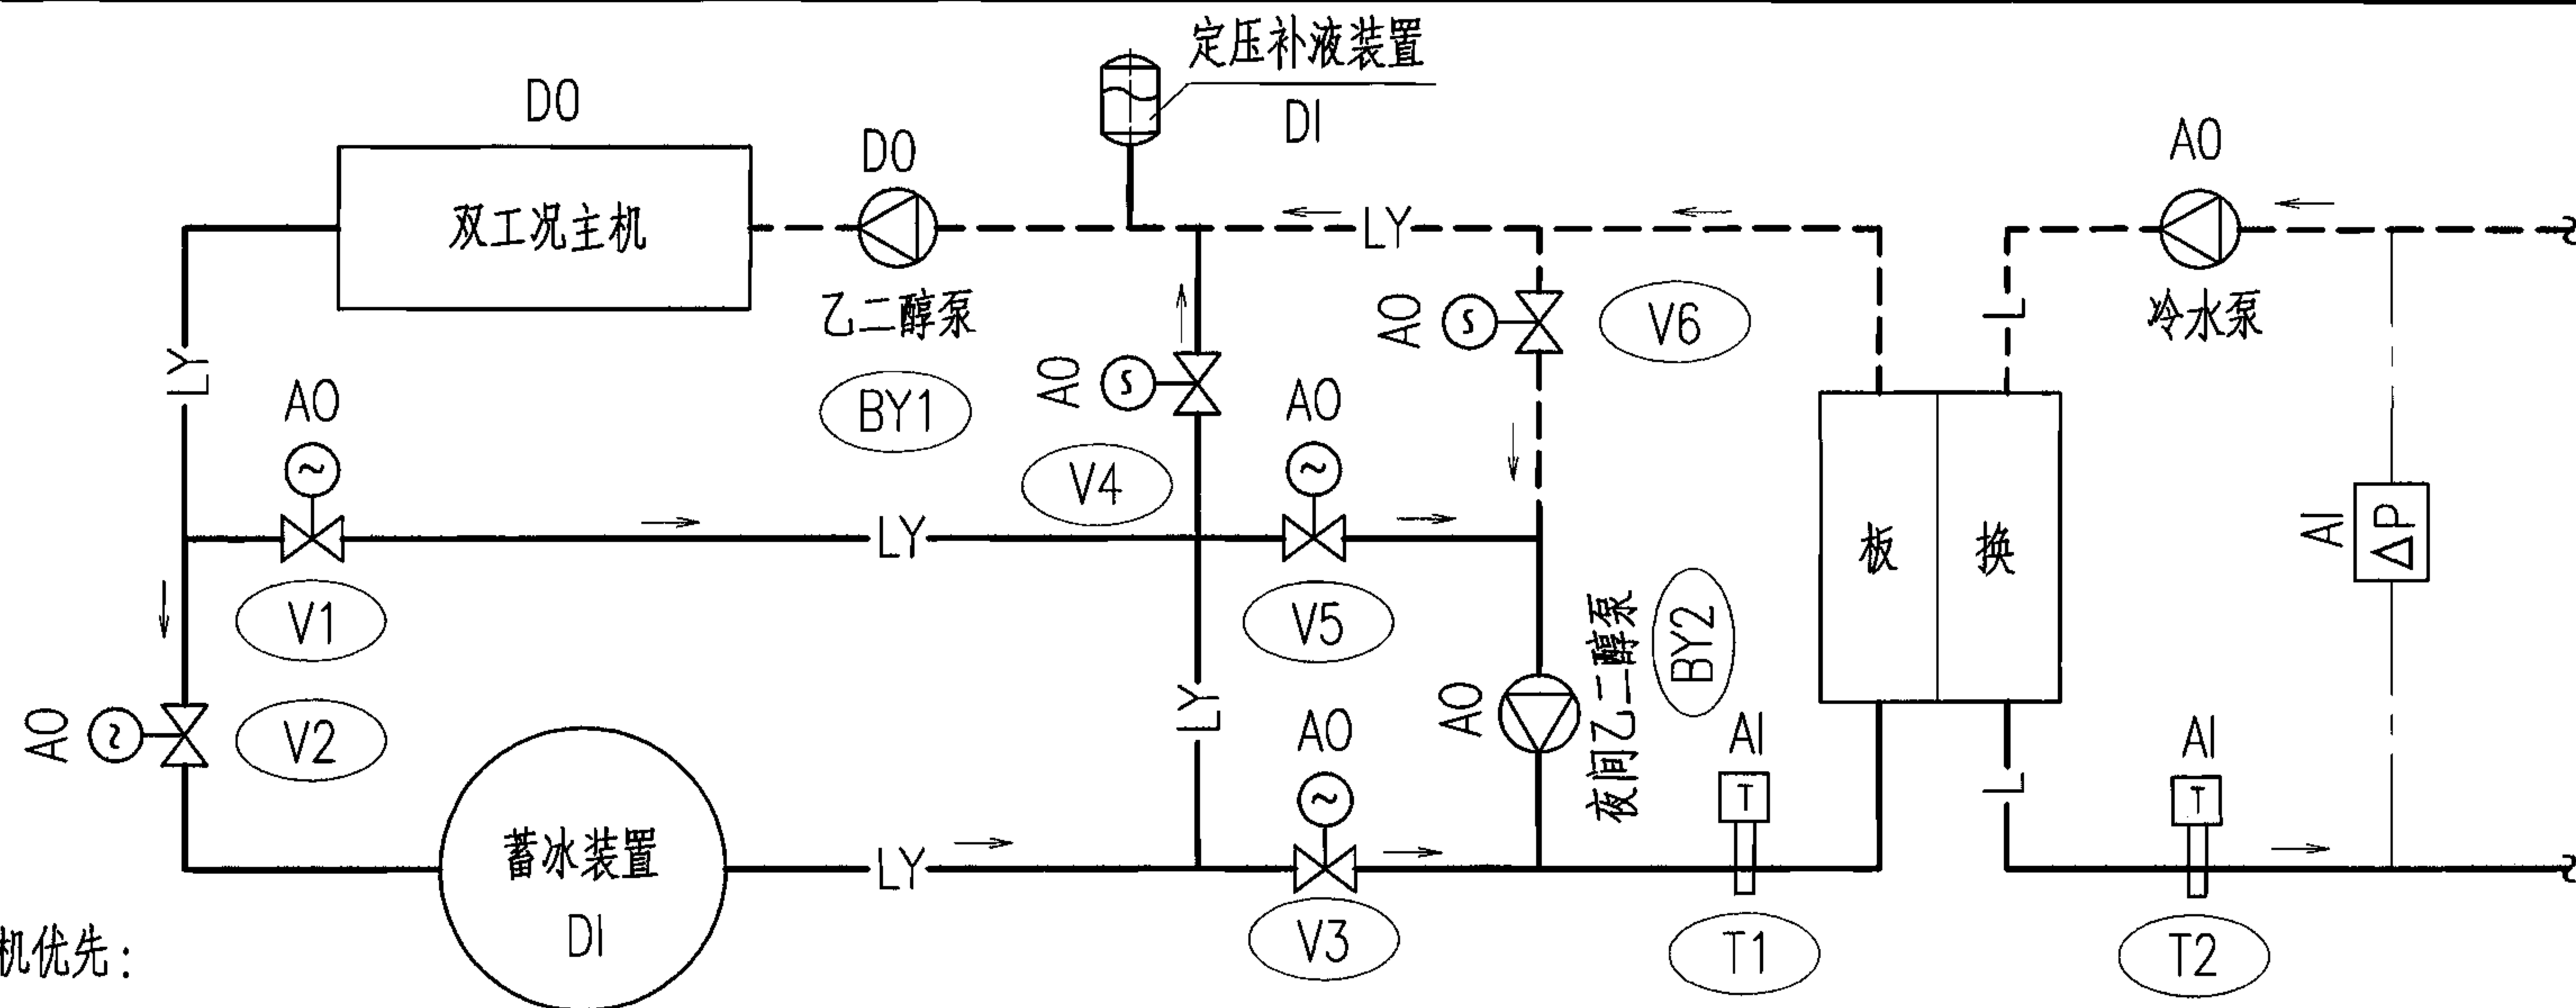 定压补液装置
DI
DO
DO
AO
双工况主机
LY
乙二醇泵
冷水泵
AO
V6
L
LY
AO
AO
AO
BY1
V4
LY
板 换
AI
ΔP
V1
V5
夜间乙二醇泵
BY2
AO
V2
LY
AO
AO
AI
T
AI
T
L
蓄冰装置
DI
LY
V3
T1
T2
机优先：